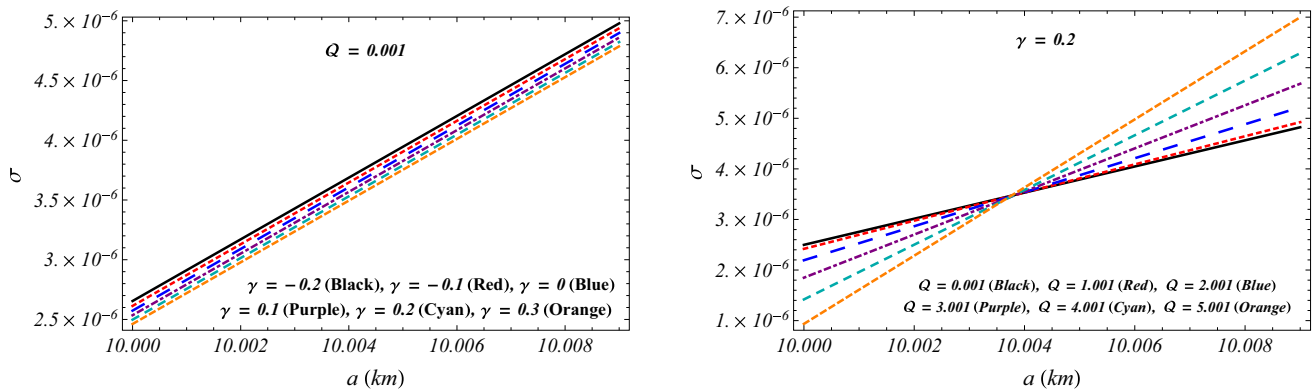 5. × 10⁻⁶
4.5 × 10⁻⁶
4. × 10⁻⁶
3.5 × 10⁻⁶
3. × 10⁻⁶
2.5 × 10⁻⁶
σ
Q = 0.001
γ = −0.2 (Black), γ = −0.1 (Red), γ = 0 (Blue)
γ = 0.1 (Purple), γ = 0.2 (Cyan), γ = 0.3 (Orange)
10.000 10.002 10.004 10.006 10.008
a (km)
7. × 10⁻⁶
6. × 10⁻⁶
5. × 10⁻⁶
4. × 10⁻⁶
3. × 10⁻⁶
2. × 10⁻⁶
1. × 10⁻⁶
σ
γ = 0.2
Q = 0.001 (Black), Q = 1.001 (Red), Q = 2.001 (Blue)
Q = 3.001 (Purple), Q = 4.001 (Cyan), Q = 5.001 (Orange)
10.000 10.002 10.004 10.006 10.008
a (km)